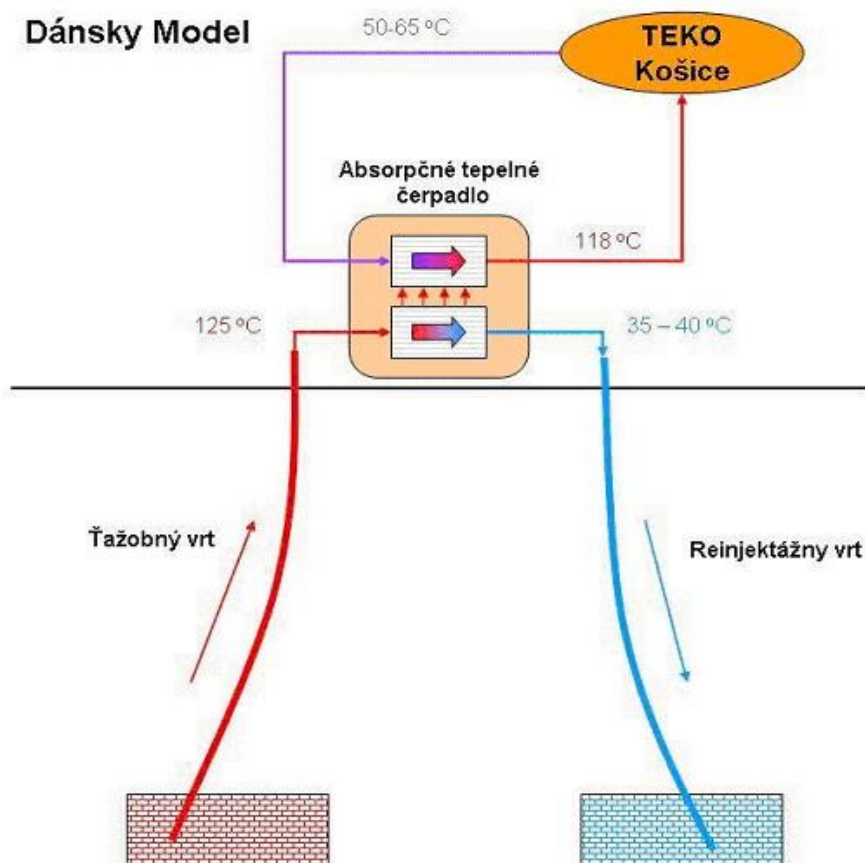 Dánsky Model
50-65 ºC
TEKO
Košice
Absorpčné tepelné
čerpadlo
118 ºC
125 ºC
35 – 40 ºC
Ťažobný vrt
Reinjektážny vrt